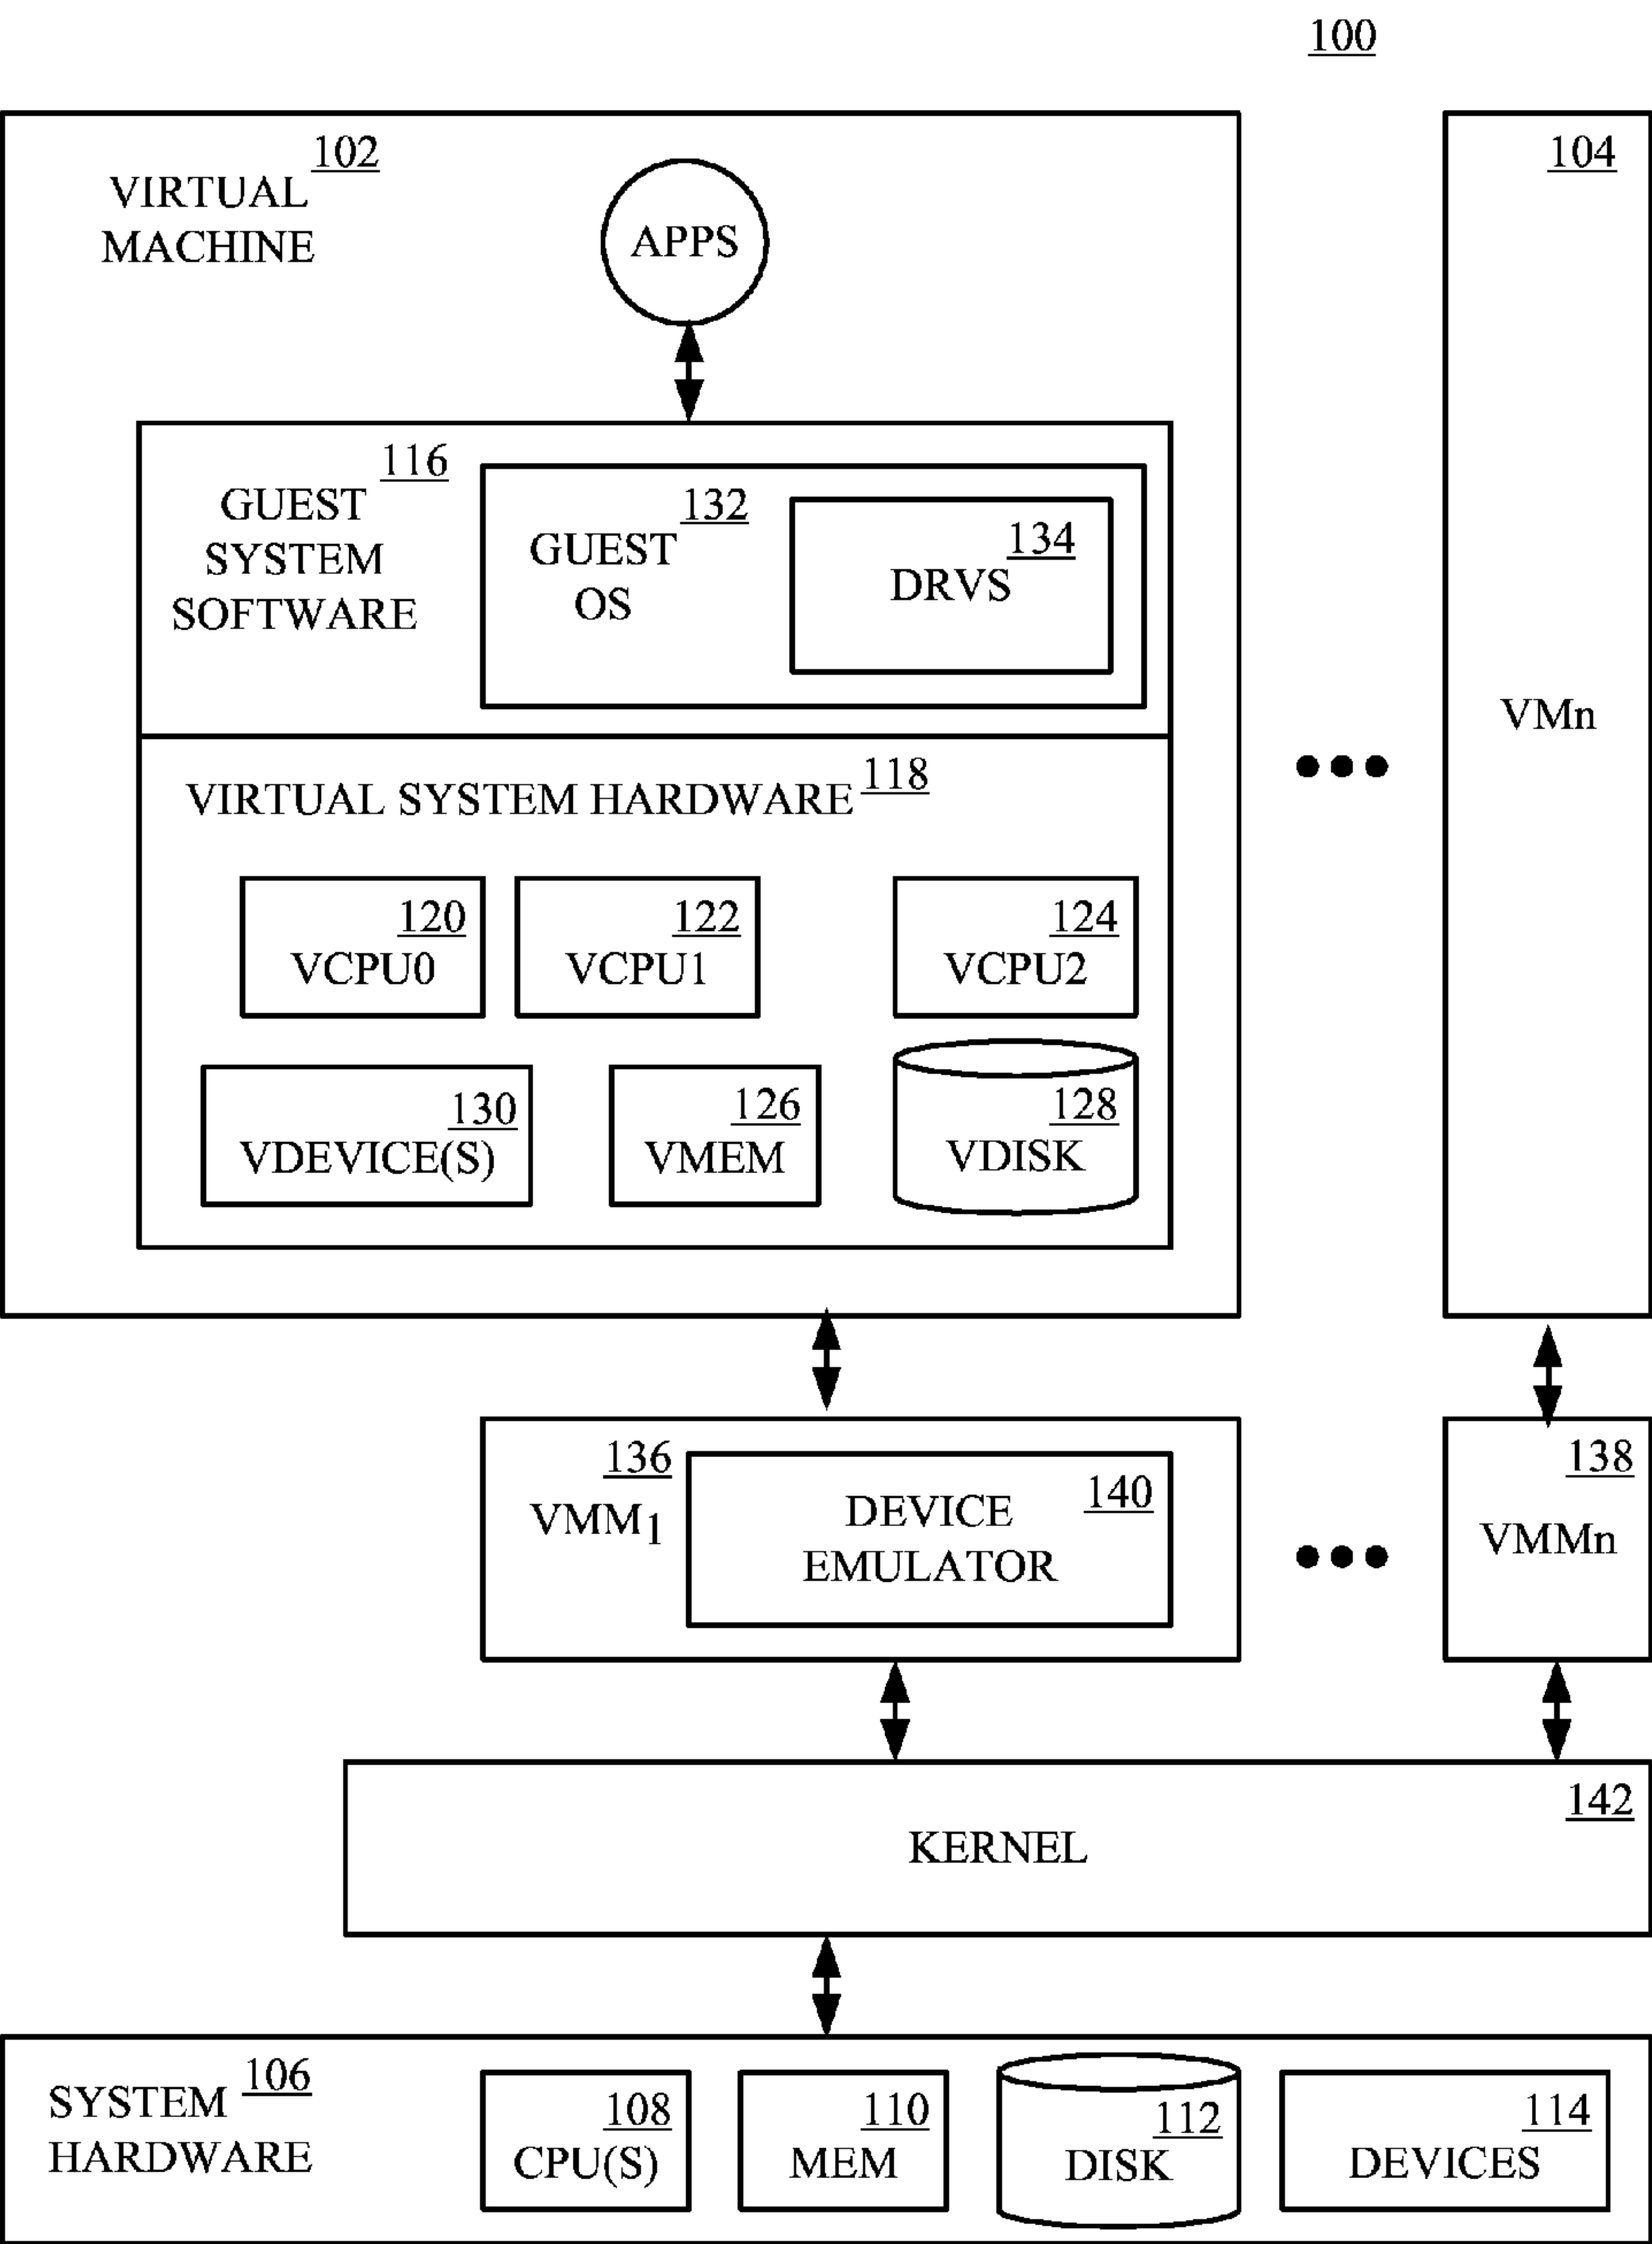 100
102
VIRTUAL
MACHINE
APPS
104
VMn
116
GUEST
SYSTEM
SOFTWARE
132
GUEST
OS
134
DRVS
VIRTUAL SYSTEM HARDWARE 118
120
VCPU0
122
VCPU1
124
VCPU2
130
VDEVICE(S)
126
VMEM
128
VDISK
136
VMM1
140
DEVICE
EMULATOR
138
VMMn
142
KERNEL
106
SYSTEM
HARDWARE
108
CPU(S)
110
MEM
112
DISK
114
DEVICES